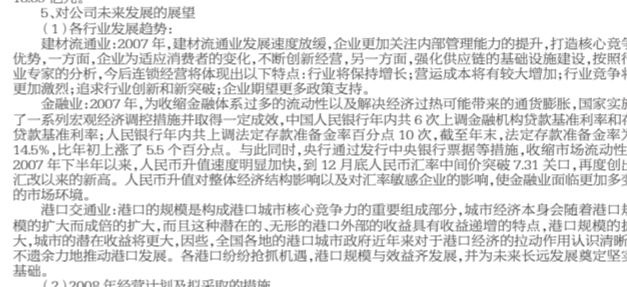 5、对公司未来发展的展望
(1)各行业发展趋势:
建材流通业:2007年,建材流通业发展速度放缓,企业更加关注内部管理能力的提升,打造核心竞争
优势,一方面,企业为适应消费者的变化,不断创新经营,另一方面,强化供应链的基础设施建设,按照行
业专家的分析,今后连锁经营将体现出以下特点:行业将保持增长;营运成本将有较大增加;行业竞争将
更加激烈;追求行业创新和新突破;企业期望更多政策支持。
金融业:2007年,为收缩金融体系过多的流动性以及解决经济过热可能带来的通货膨胀,国家实施
了一系列宏观经济调控措施并取得一定成效,中国人民银行年内共6次上调金融机构贷款基准利率和存
贷款基准利率;人民银行年内共上调法定存款准备金率百分点10次,截至年末,法定存款准备金率为
14.5%,比年初上涨了5.5个百分点。与此同时,央行通过发行中央银行票据等措施,收缩市场流动性
2007年下半年以来,人民币升值速度明显加快,到12月底人民币汇率中间价突破7.31关口,再度创出
汇改以来的新高。人民币升值对整体经济结构影响以及对汇率敏感企业的影响,使金融业面临更加多变
的市场环境。
港口交通业:港口的规模是构成港口城市核心竞争力的重要组成部分,城市经济本身会随着港口规
模的扩大而成倍的扩大,而且这种潜在的、无形的港口外部的收益具有收益递增的特点,港口规模的扩
大,城市的潜在收益将更大,因些,全国各地的港口城市政府近年来对于港口经济的拉动作用认识清晰
不遗余力地推动港口发展。各港口纷纷抢抓机遇,港口规模与效益齐发展,并为未来长远发展奠定坚实
基础。
(2)2008年经营计划及拟采取的措施